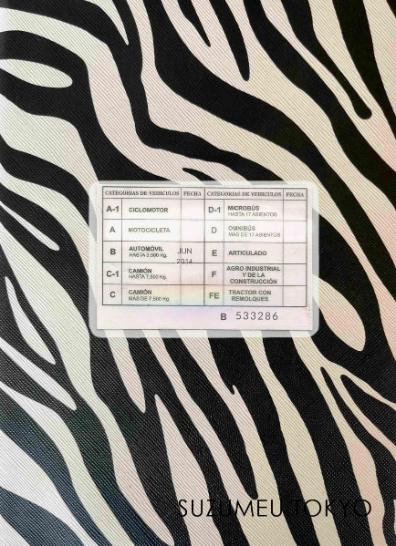 CATEGORIAS DE VEHICULOS FECHA CATEGORIAS DE VEHICULOS FECHA
A-1 CICLOMOTOR D-1 MICROBÚS
HASTA 17 ASIENTOS
A MOTOCICLETA D OMNIBÚS
MAS DE 17 ASIENTOS
B AUTOMÓVIL JUN E ARTICULADO
HASTA 3,500 Kg. 2014
C-1 CAMIÓN F AGRO INDUSTRIAL
HASTA 7,500 Kg. Y DE LA
CONSTRUCCIÓN
C CAMIÓN FE TRACTOR CON
MAS DE 7,500 Kg. REMOLQUES
B 533286
SUZUMEU.TOKYO